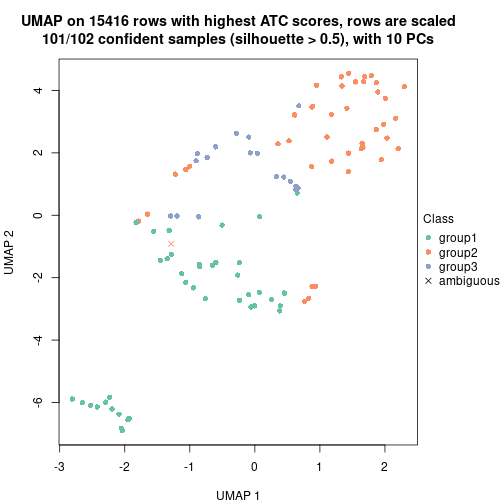 UMAP on 15416 rows with highest ATC scores, rows are scaled
101/102 confident samples (silhouette > 0.5), with 10 PCs
4
2
0
-2
-4
-6
UMAP 2
-3
-2
-1
0
1
2
UMAP 1
Class
group1
group2
group3
ambiguous